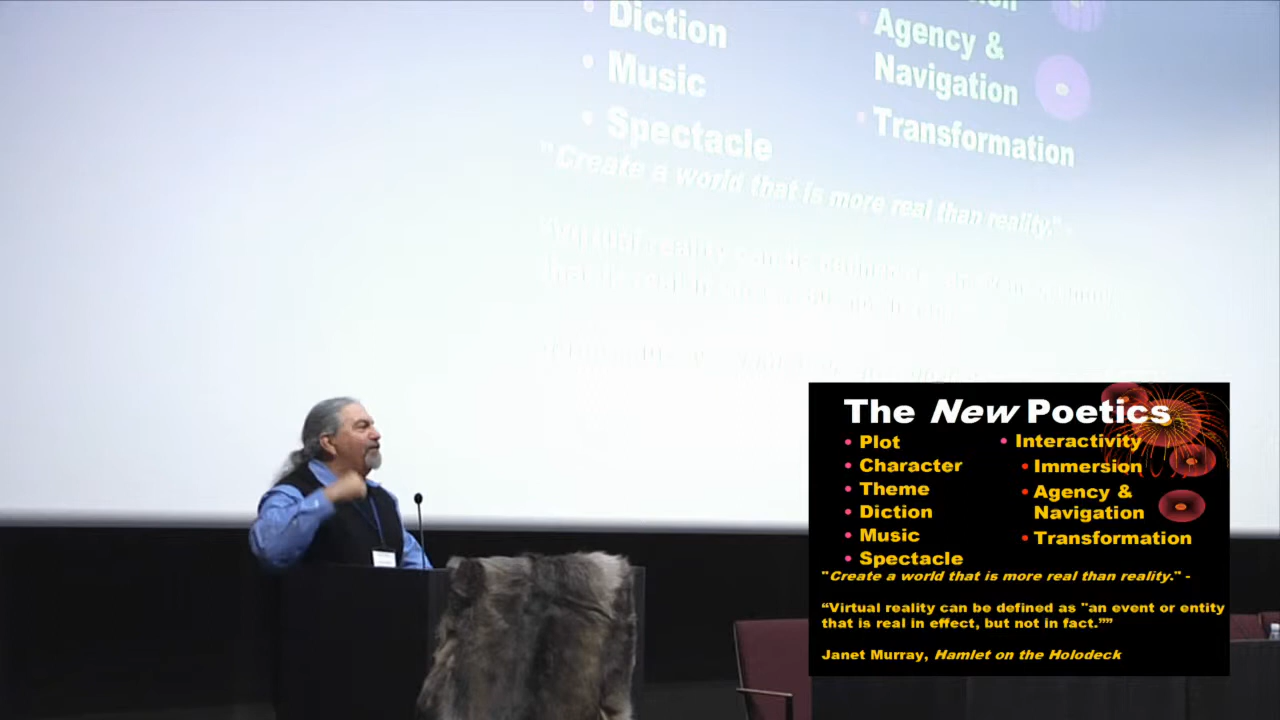 Diction
Music
Spectacle
Agency &
Navigation
Transformation
"Create a world that is more real than reality." -
The New Poetics
• Plot
• Character
• Theme
• Diction
• Music
• Spectacle
• Interactivity
• Immersion
• Agency &
Navigation
• Transformation
"Create a world that is more real than reality." -
“Virtual reality can be defined as "an event or entity
that is real in effect, but not in fact.””
Janet Murray, Hamlet on the Holodeck